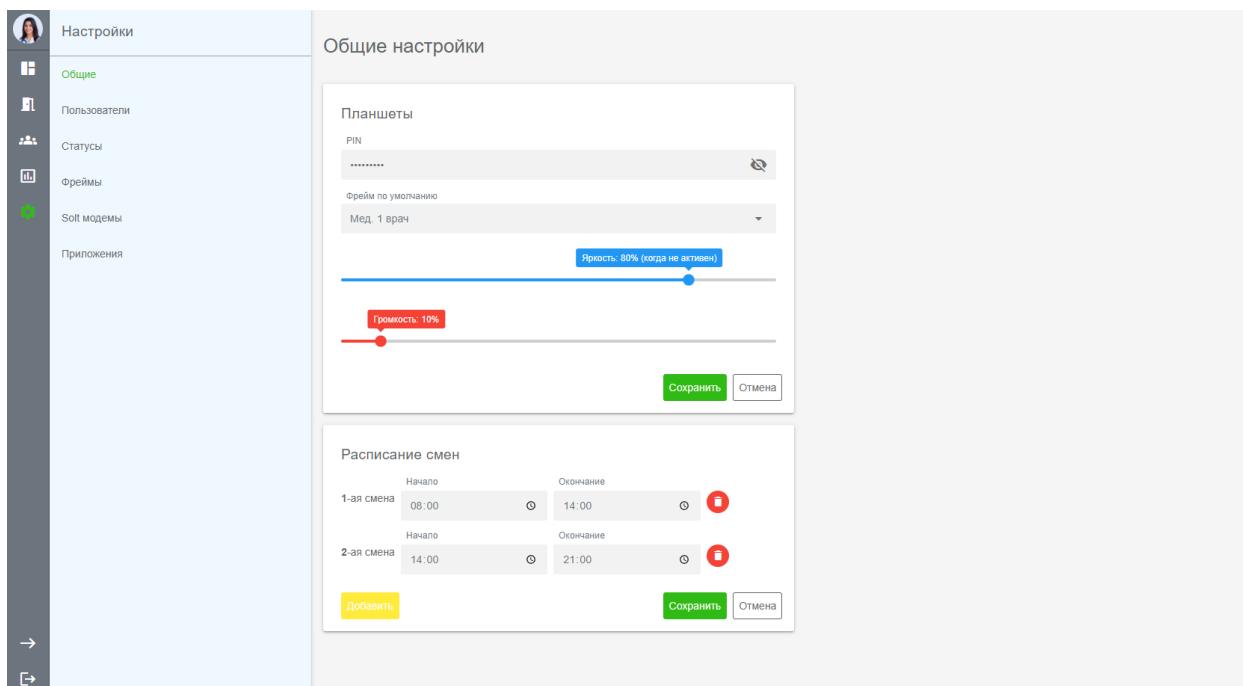 Настройки
Общие
Пользователи
Статусы
Фреймы
Solt модемы
Приложения
Общие настройки
Планшеты
PIN
•••••••••
Фрейм по умолчанию
Мед. 1 врач
Яркость: 80% (когда не активен)
Громкость: 10%
Сохранить Отмена
Расписание смен
Начало Окончание
1-ая смена 08:00 14:00
Начало Окончание
2-ая смена 14:00 21:00
Добавить Сохранить Отмена